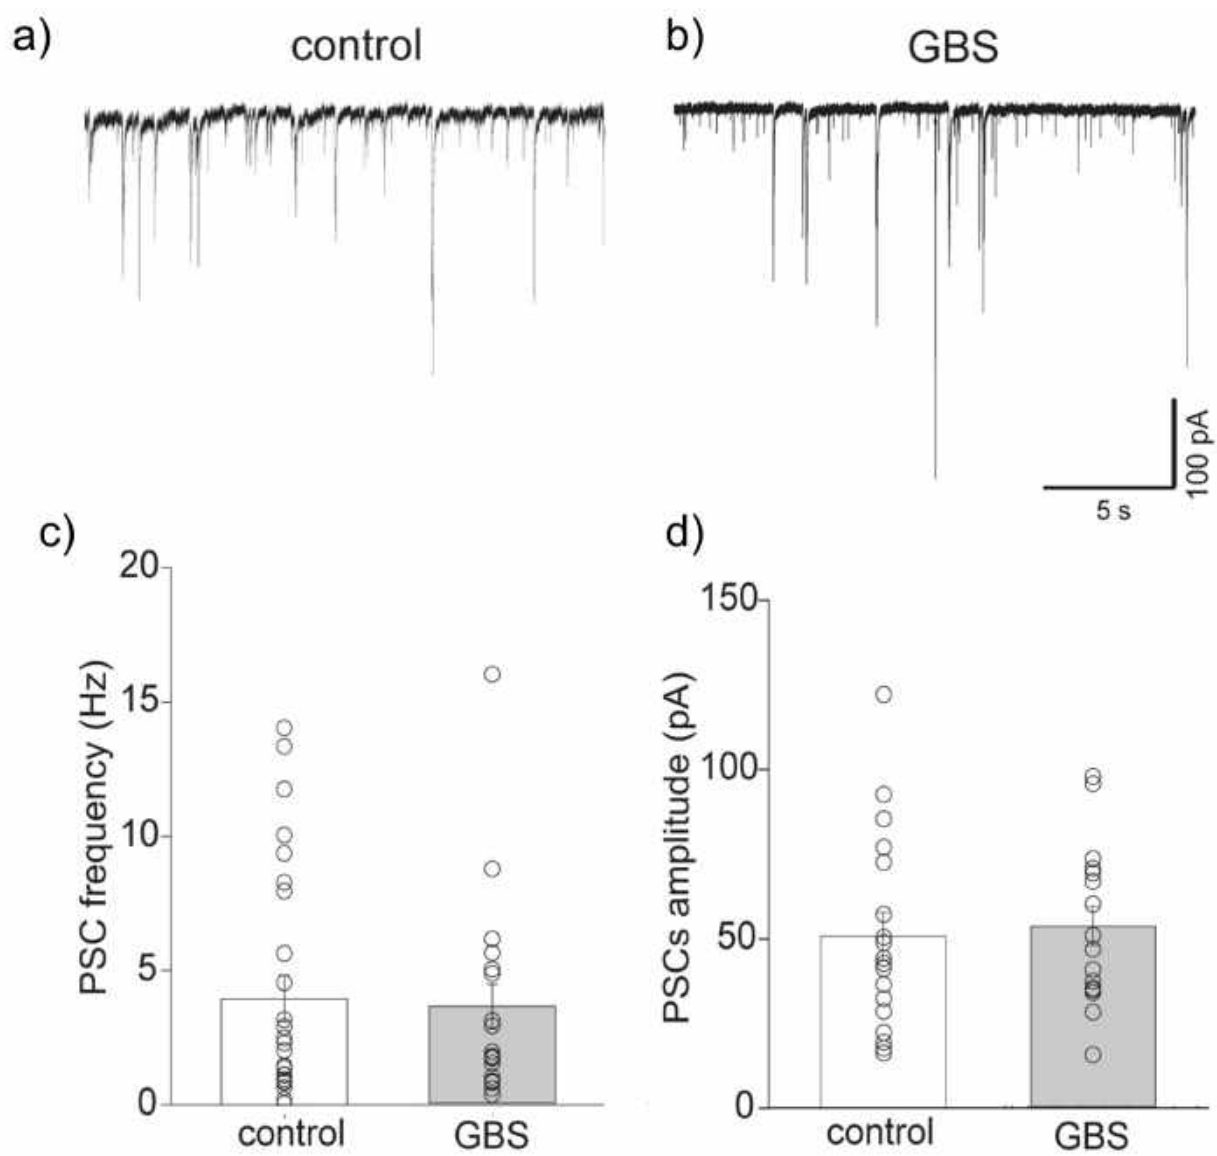 a)
control
b)
GBS
100 pA
5 s
c)
20
15
10
5
0
PSC frequency (Hz)
control
GBS
d)
150
100
50
0
PSCs amplitude (pA)
control
GBS